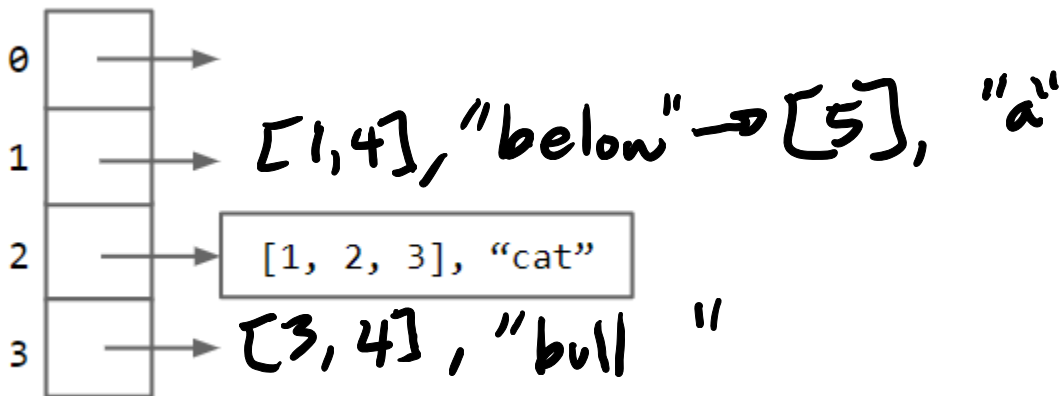 0
1 [1,4], "below" → [5], "a"
2 [1, 2, 3], “cat”
3 [3,4], "bull "